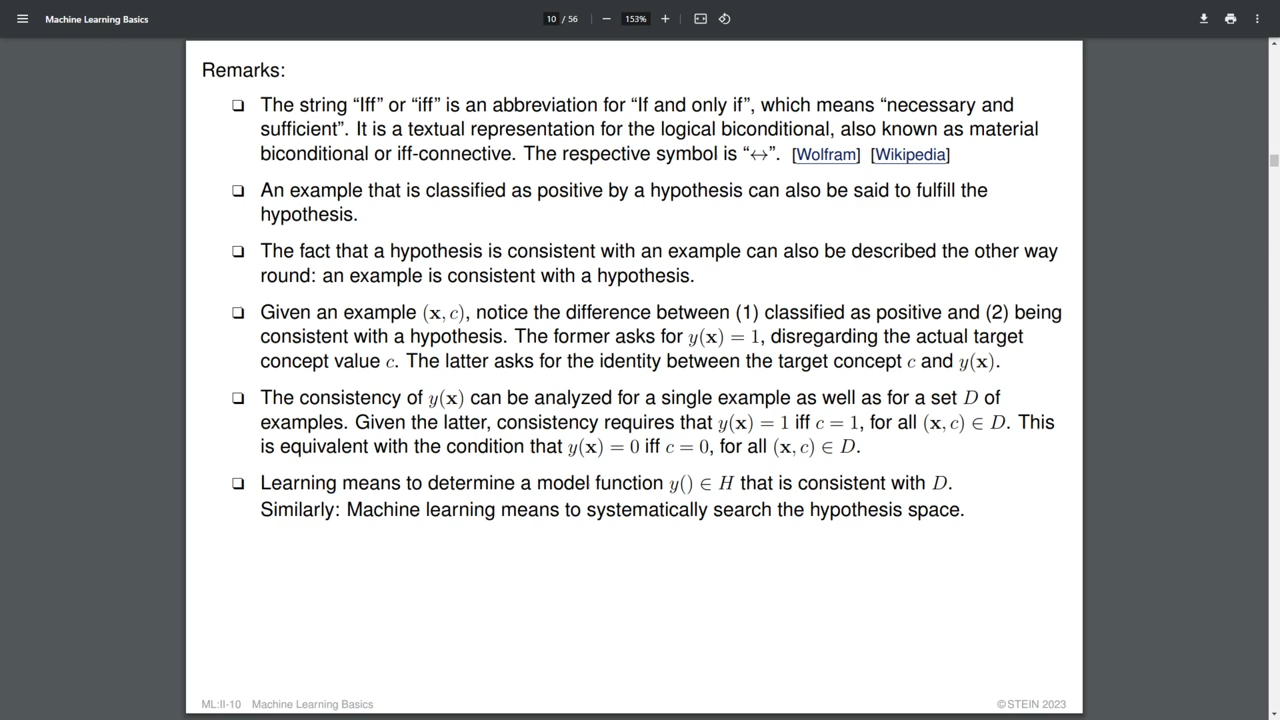 Machine Learning Basics
10 / 56
153%
Remarks:
❏ The string “Iff” or “iff” is an abbreviation for “If and only if”, which means “necessary and
sufficient”. It is a textual representation for the logical biconditional, also known as material
biconditional or iff-connective. The respective symbol is “↔”. [Wolfram] [Wikipedia]
❏ An example that is classified as positive by a hypothesis can also be said to fulfill the
hypothesis.
❏ The fact that a hypothesis is consistent with an example can also be described the other way
round: an example is consistent with a hypothesis.
❏ Given an example (x, c), notice the difference between (1) classified as positive and (2) being
consistent with a hypothesis. The former asks for y(x) = 1, disregarding the actual target
concept value c. The latter asks for the identity between the target concept c and y(x).
❏ The consistency of y(x) can be analyzed for a single example as well as for a set D of
examples. Given the latter, consistency requires that y(x) = 1 iff c = 1, for all (x, c) ∈ D. This
is equivalent with the condition that y(x) = 0 iff c = 0, for all (x, c) ∈ D.
❏ Learning means to determine a model function y() ∈ H that is consistent with D.
Similarly: Machine learning means to systematically search the hypothesis space.
ML:II-10 Machine Learning Basics
©STEIN 2023